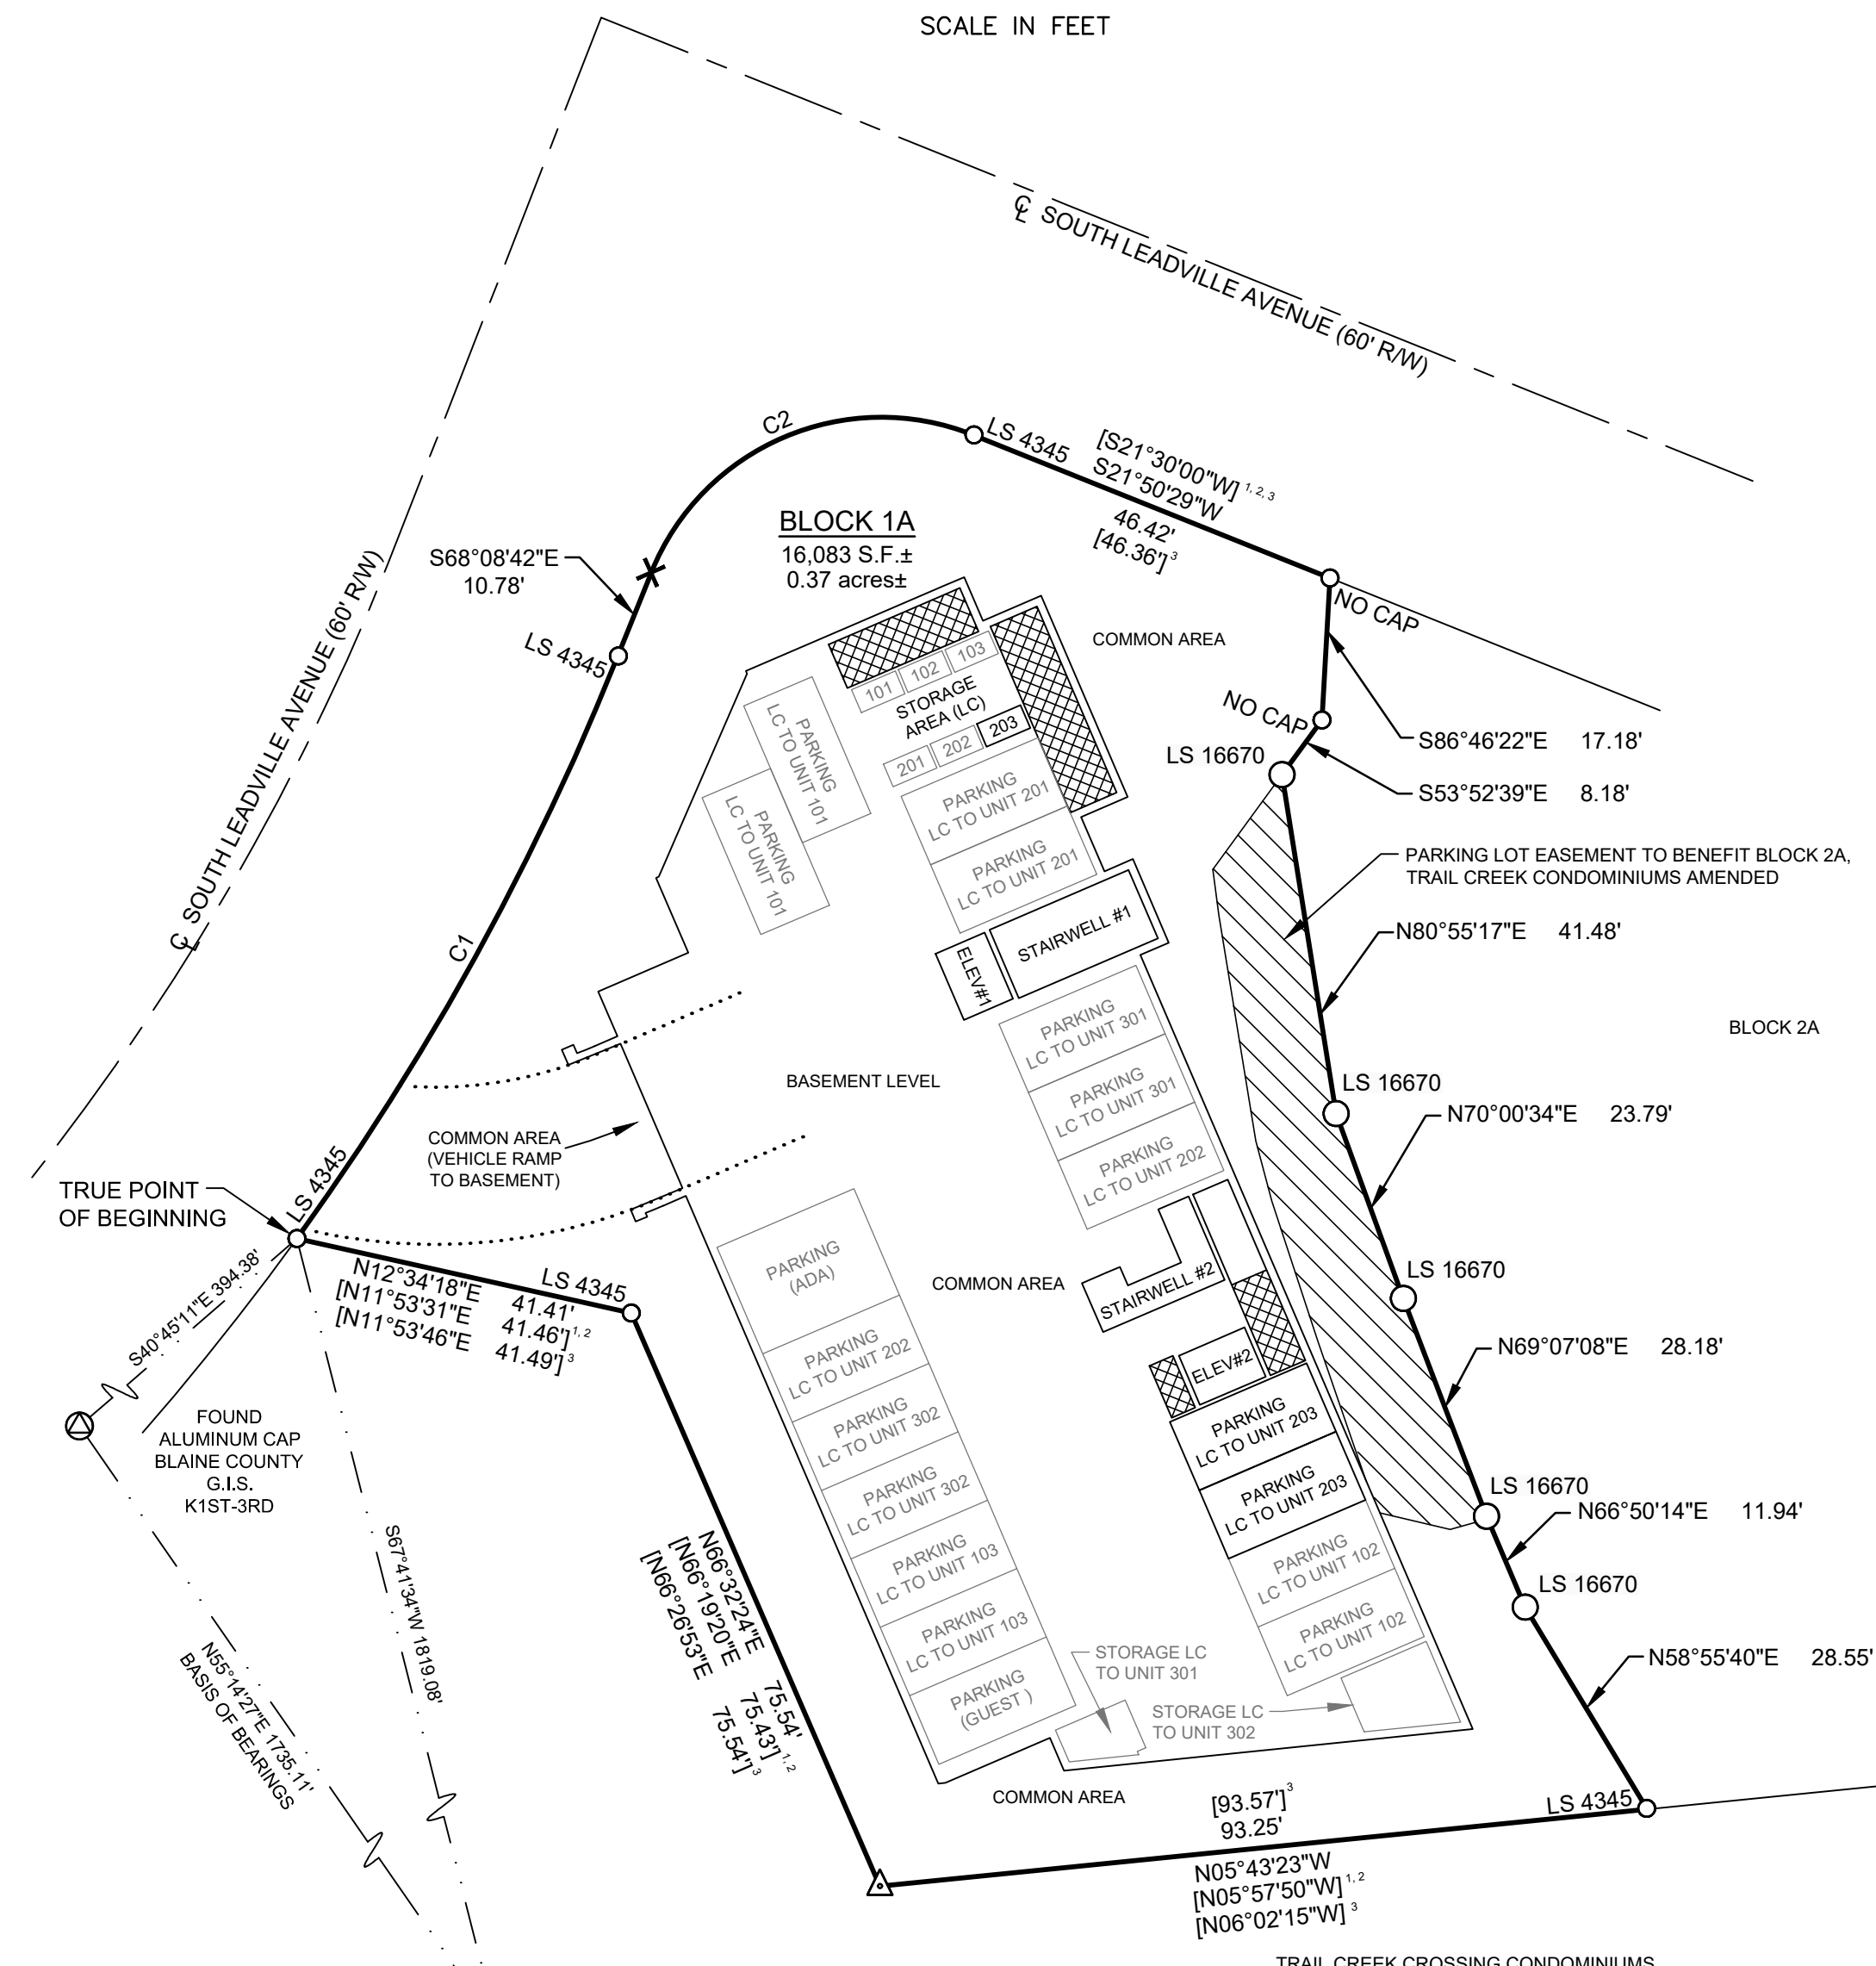 SCALE IN FEET
℄ SOUTH LEADVILLE AVENUE (60' R/W)
℄ SOUTH LEADVILLE AVENUE (60' R/W)
C2
LS 4345
[S21°30'00"W] 1, 2, 3
S21°50'29"W
46.42'
[46.36'] 3
BLOCK 1A
16,083 S.F.±
0.37 acres±
S68°08'42"E
10.78'
LS 4345
NO CAP
COMMON AREA
101
102
103
STORAGE
AREA (LC)
201
202
203
PARKING
LC TO UNIT 101
PARKING
LC TO UNIT 101
PARKING
LC TO UNIT 201
PARKING
LC TO UNIT 201
NO CAP
LS 16670
S86°46'22"E 17.18'
S53°52'39"E 8.18'
PARKING LOT EASEMENT TO BENEFIT BLOCK 2A,
TRAIL CREEK CONDOMINIUMS AMENDED
N80°55'17"E 41.48'
STAIRWELL #1
ELEV#1
C1
PARKING
LC TO UNIT 301
PARKING
LC TO UNIT 301
PARKING
LC TO UNIT 202
BLOCK 2A
BASEMENT LEVEL
LS 16670
N70°00'34"E 23.79'
COMMON AREA
(VEHICLE RAMP
TO BASEMENT)
LS 4345
TRUE POINT
OF BEGINNING
S40°45'11"E 394.38'
N12°34'18"E 41.41'
[N11°53'31"E 41.46'] 1, 2
[N11°53'46"E 41.49'] 3
LS 4345
PARKING
(ADA)
COMMON AREA
STAIRWELL #2
ELEV#2
LS 16670
N69°07'08"E 28.18'
PARKING
LC TO UNIT 202
PARKING
LC TO UNIT 302
PARKING
LC TO UNIT 302
PARKING
LC TO UNIT 103
PARKING
LC TO UNIT 103
PARKING
(GUEST )
PARKING
LC TO UNIT 203
PARKING
LC TO UNIT 203
PARKING
LC TO UNIT 102
PARKING
LC TO UNIT 102
FOUND
ALUMINUM CAP
BLAINE COUNTY
G.I.S.
K1ST-3RD
LS 16670
N66°50'14"E 11.94'
LS 16670
S67°41'34"W 1819.08'
N55°14'27"E 1735.11'
BASIS OF BEARINGS
N66°32'24"E 75.54'
[N66°19'20"E 75.43'] 1, 2
[N66°26'53"E 75.54'] 3
STORAGE LC
TO UNIT 301
STORAGE LC
TO UNIT 302
N58°55'40"E 28.55'
COMMON AREA
[93.57'] 3
93.25'
LS 4345
N05°43'23"W
[N05°57'50"W] 1, 2
[N06°02'15"W] 3
TRAIL CREEK CROSSING CONDOMINIUMS